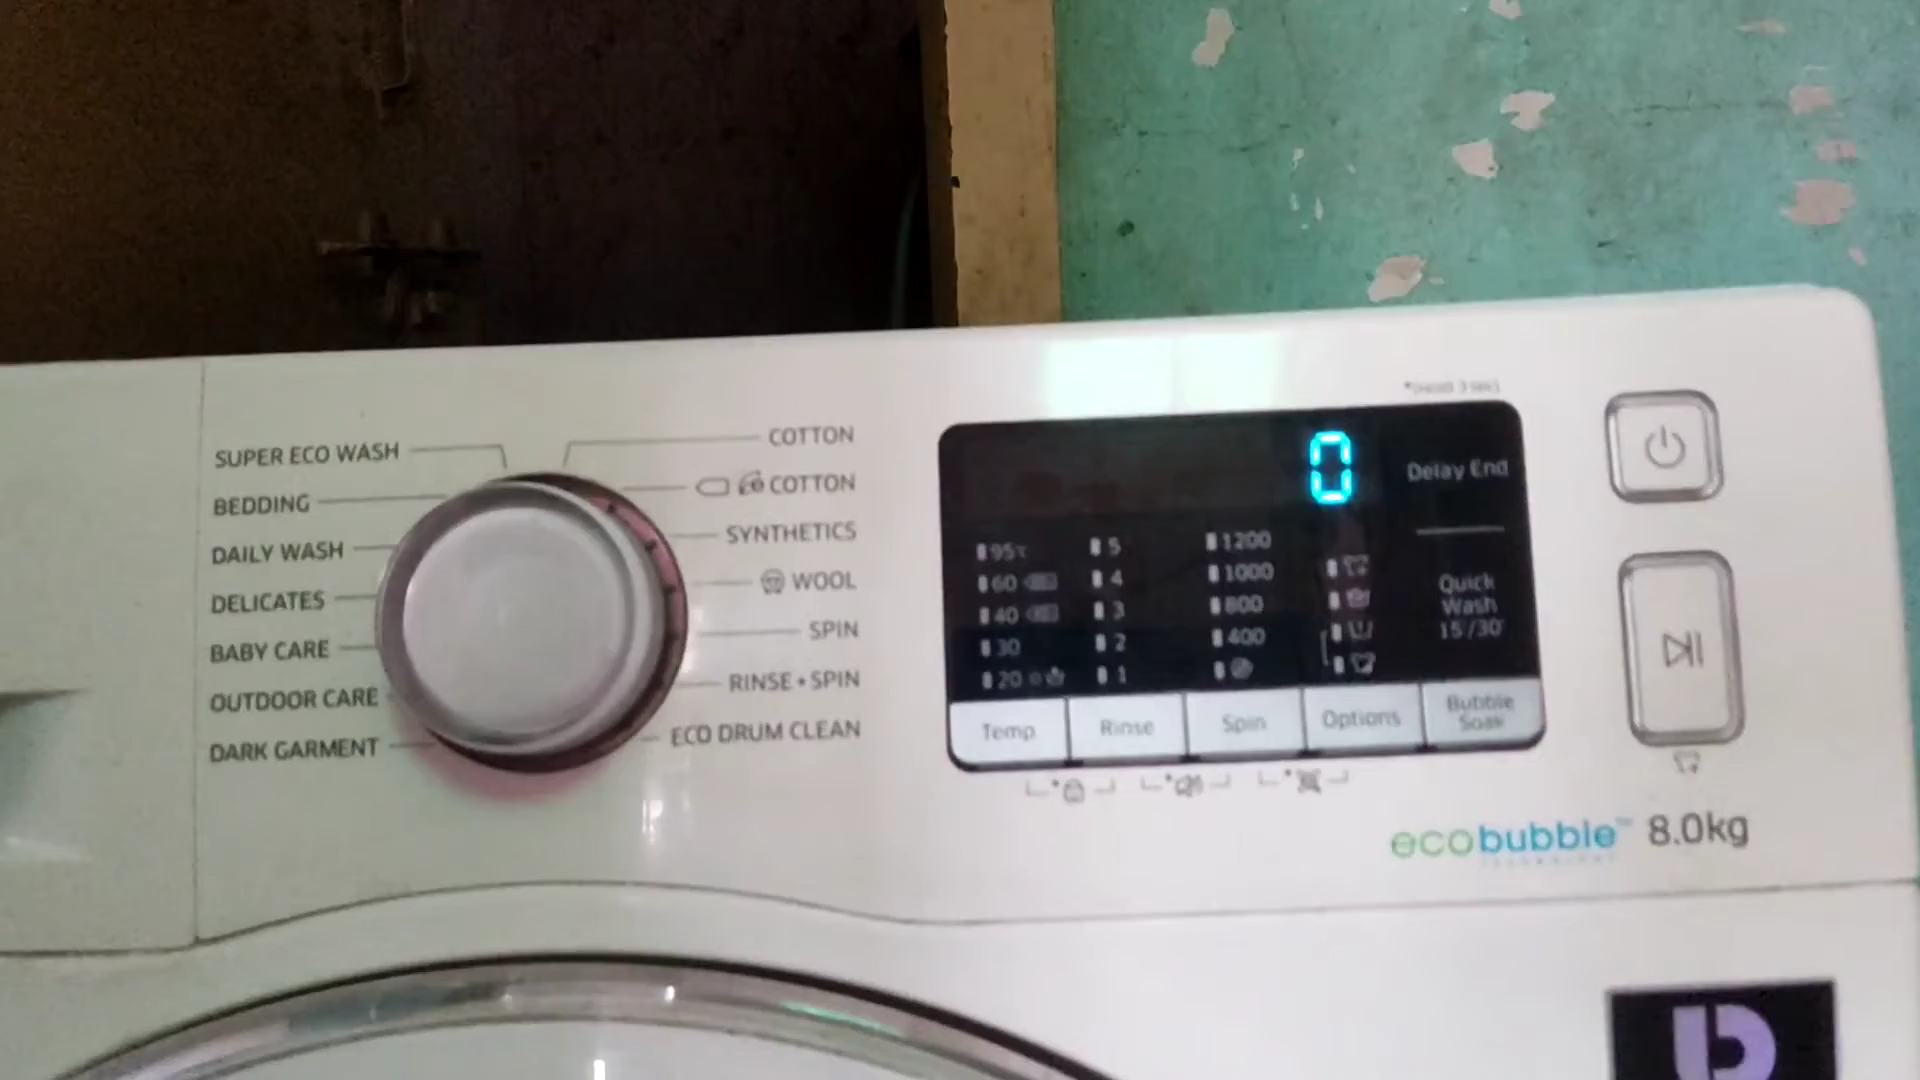 SUPER ECO WASH
BEDDING
DAILY WASH
DELICATES
BABY CARE
OUTDOOR CARE
DARK GARMENT
COTTON
COTTON
SYNTHETICS
WOOL
SPIN
RINSE+SPIN
ECO DRUM CLEAN
0
Delay End
95℃
60
40
30
20
5
4
3
2
1
1200
1000
800
400
Quick
Wash
15'/30'
Temp
Rinse
Spin
Options
Bubble
Soak
ecobubble™ 8.0kg